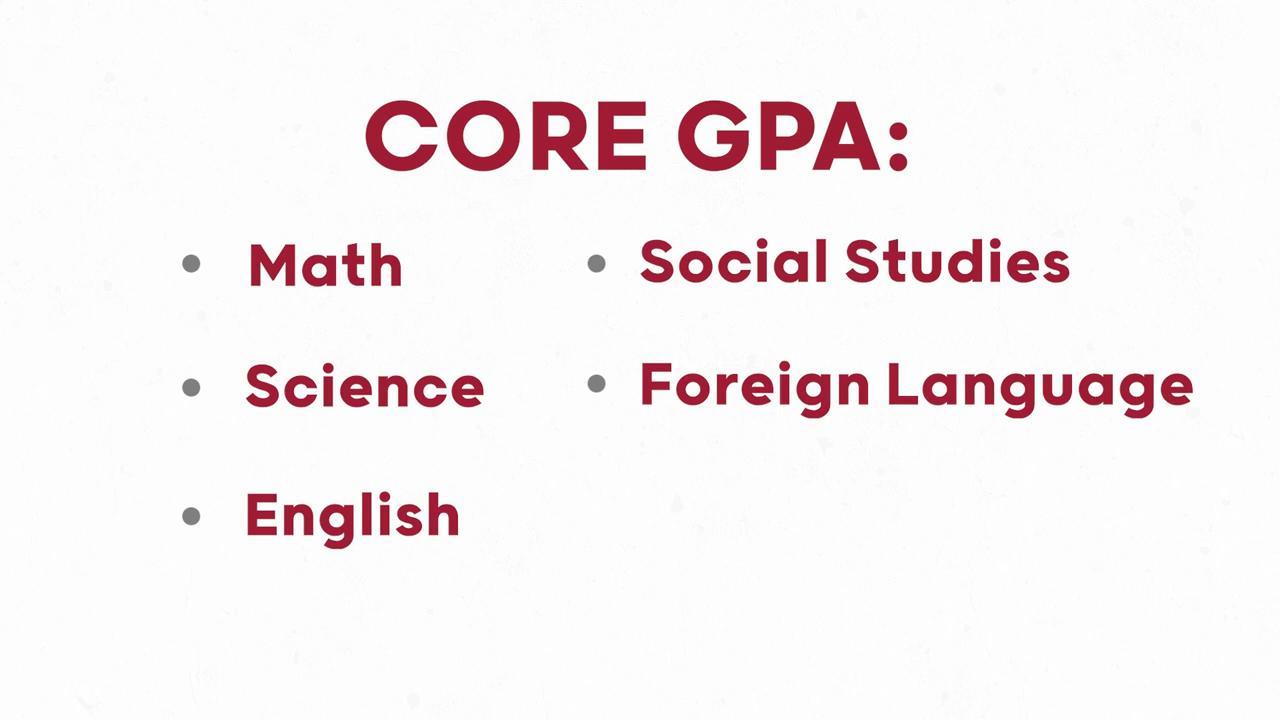 CORE GPA:
• Math
• Science
• English
• Social Studies
• Foreign Language